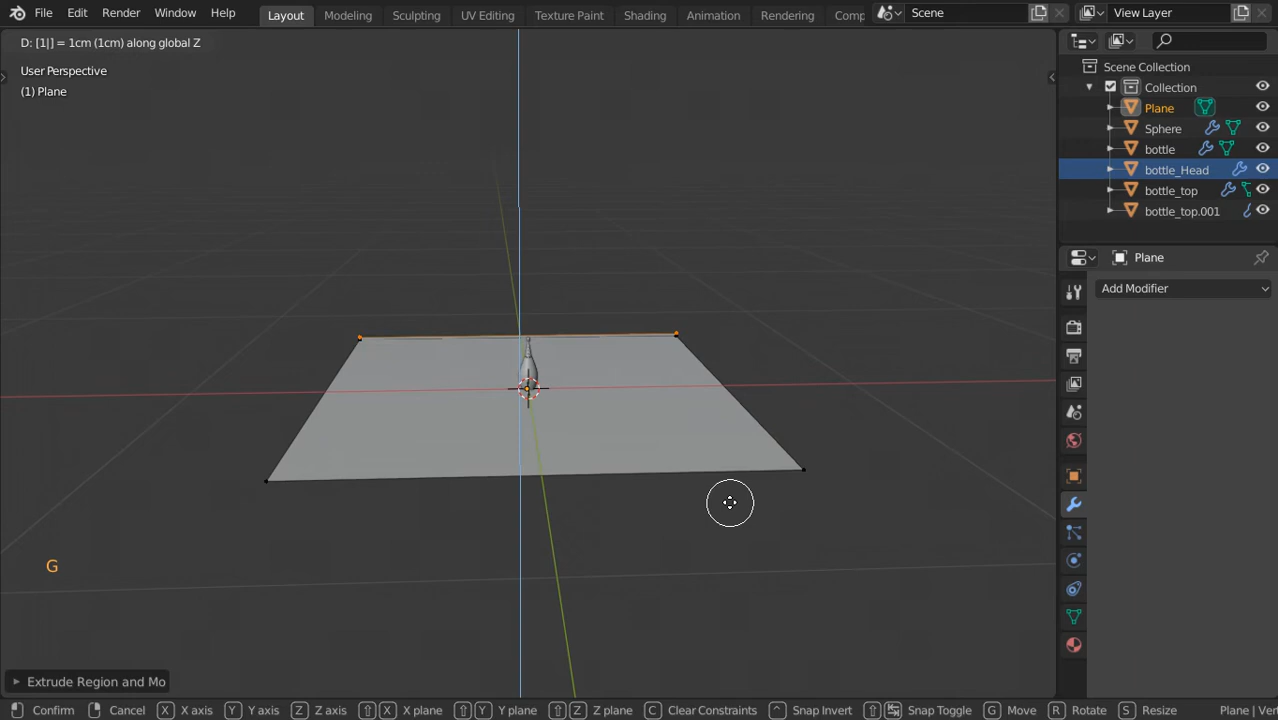 File Edit Render Window Help Layout Modeling Sculpting UV Editing Texture Paint Shading Animation Rendering Comp Scene View Layer
D: [1|] = 1cm (1cm) along global Z
User Perspective
(1) Plane
Scene Collection
Collection
Plane
Sphere
bottle
bottle_Head
bottle_top
bottle_top.001
Plane
Add Modifier
G
Extrude Region and Mo
Confirm Cancel X X axis Y Y axis Z Z axis X X plane Y Y plane Z Z plane C Clear Constraints ^ Snap Invert Snap Toggle G Move R Rotate S Resize Plane | Ver